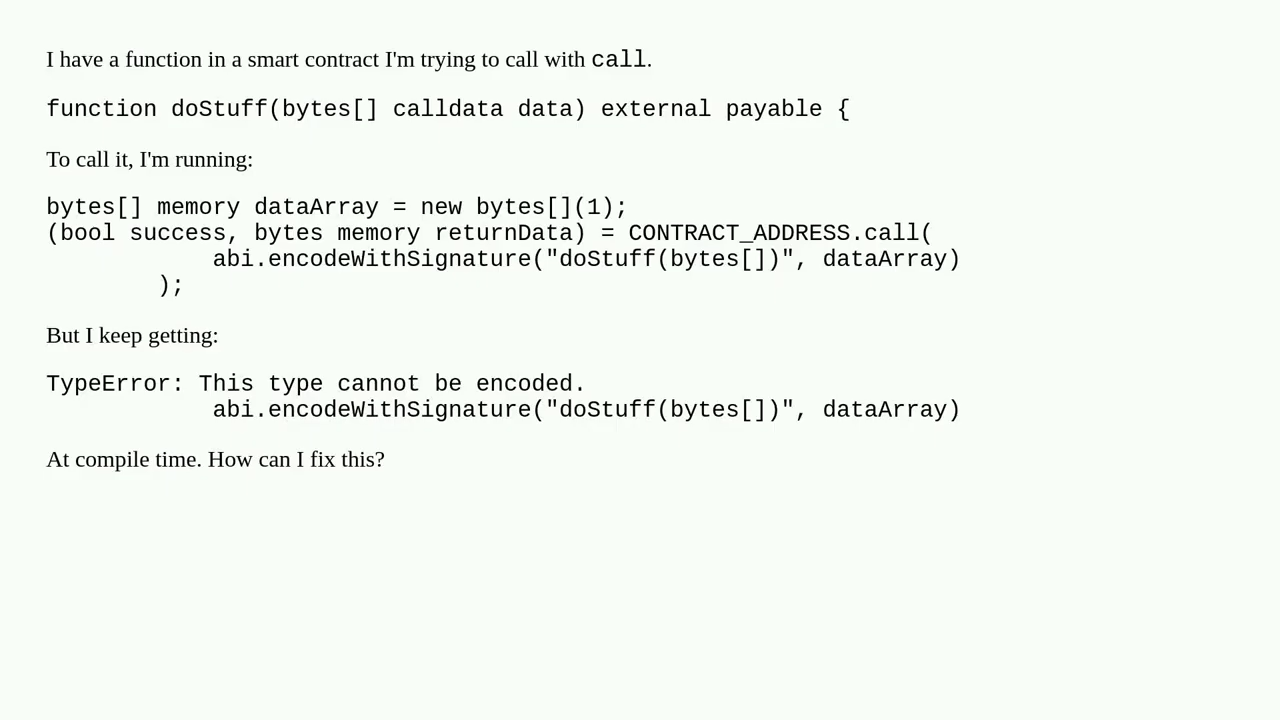 I have a function in a smart contract I'm trying to call with call.
function doStuff(bytes[] calldata data) external payable {
To call it, I'm running:
bytes[] memory dataArray = new bytes[](1);
(bool success, bytes memory returnData) = CONTRACT_ADDRESS.call(
            abi.encodeWithSignature("doStuff(bytes[])", dataArray)
        );
But I keep getting:
TypeError: This type cannot be encoded.
            abi.encodeWithSignature("doStuff(bytes[])", dataArray)
At compile time. How can I fix this?